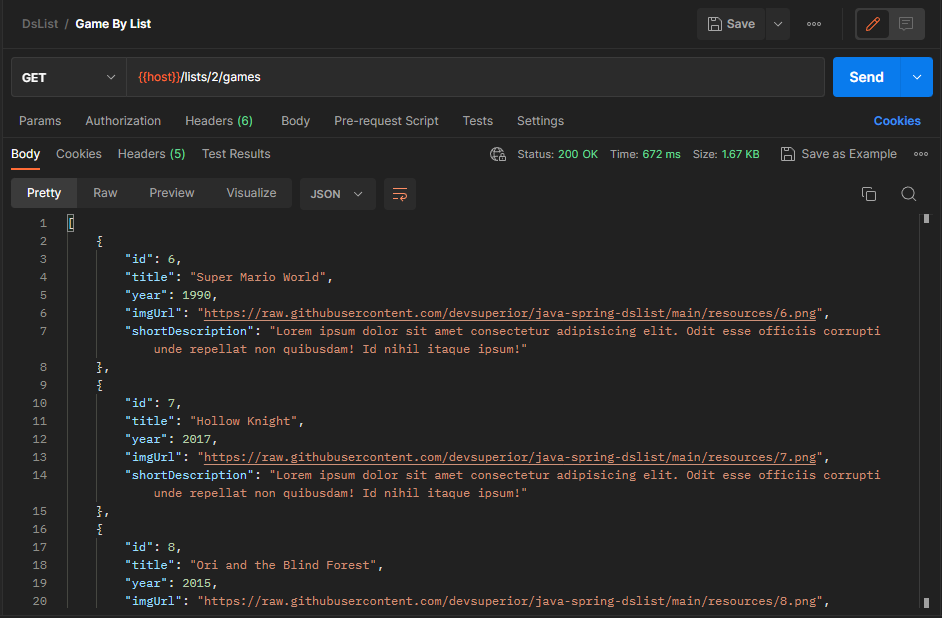 DsList / Game By List Save
GET {{host}}/lists/2/games Send
Params Authorization Headers (6) Body Pre-request Script Tests Settings Cookies
Body Cookies Headers (5) Test Results Status: 200 OK Time: 672 ms Size: 1.67 KB Save as Example
Pretty Raw Preview Visualize JSON
1 [
2 {
3 "id": 6,
4 "title": "Super Mario World",
5 "year": 1990,
6 "imgUrl": "https://raw.githubusercontent.com/devsuperior/java-spring-dslist/main/resources/6.png",
7 "shortDescription": "Lorem ipsum dolor sit amet consectetur adipisicing elit. Odit esse officiis corrupti
unde repellat non quibusdam! Id nihil itaque ipsum!"
8 },
9 {
10 "id": 7,
11 "title": "Hollow Knight",
12 "year": 2017,
13 "imgUrl": "https://raw.githubusercontent.com/devsuperior/java-spring-dslist/main/resources/7.png",
14 "shortDescription": "Lorem ipsum dolor sit amet consectetur adipisicing elit. Odit esse officiis corrupti
unde repellat non quibusdam! Id nihil itaque ipsum!"
15 },
16 {
17 "id": 8,
18 "title": "Ori and the Blind Forest",
19 "year": 2015,
20 "imgUrl": "https://raw.githubusercontent.com/devsuperior/java-spring-dslist/main/resources/8.png",